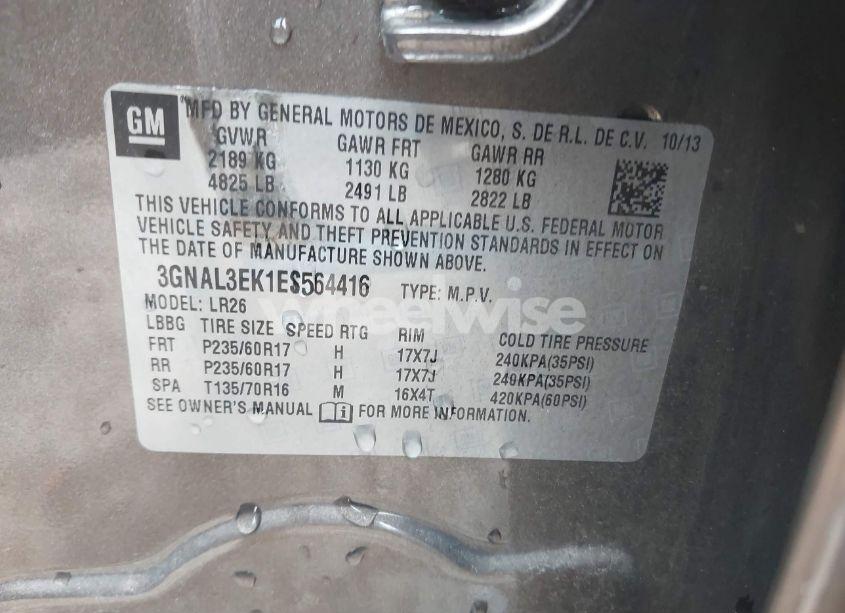 GM
MFD BY GENERAL MOTORS DE MEXICO, S. DE R.L. DE C.V. 10/13
GVWR GAWR FRT GAWR RR
2189 KG 1130 KG 1280 KG
4825 LB 2491 LB 2822 LB
THIS VEHICLE CONFORMS TO ALL APPLICABLE U.S. FEDERAL MOTOR
VEHICLE SAFETY AND THEFT PREVENTION STANDARDS IN EFFECT ON
THE DATE OF MANUFACTURE SHOWN ABOVE.
3GNAL3EK1ES564416 TYPE: M.P.V.
MODEL: LR26
wheelwise
LBBG TIRE SIZE SPEED RTG RIM COLD TIRE PRESSURE
FRT P235/60R17 H 17X7J 240KPA(35PSI)
RR P235/60R17 H 17X7J 240KPA(35PSI)
SPA T135/70R16 M 16X4T 420KPA(60PSI)
SEE OWNER'S MANUAL FOR MORE INFORMATION.